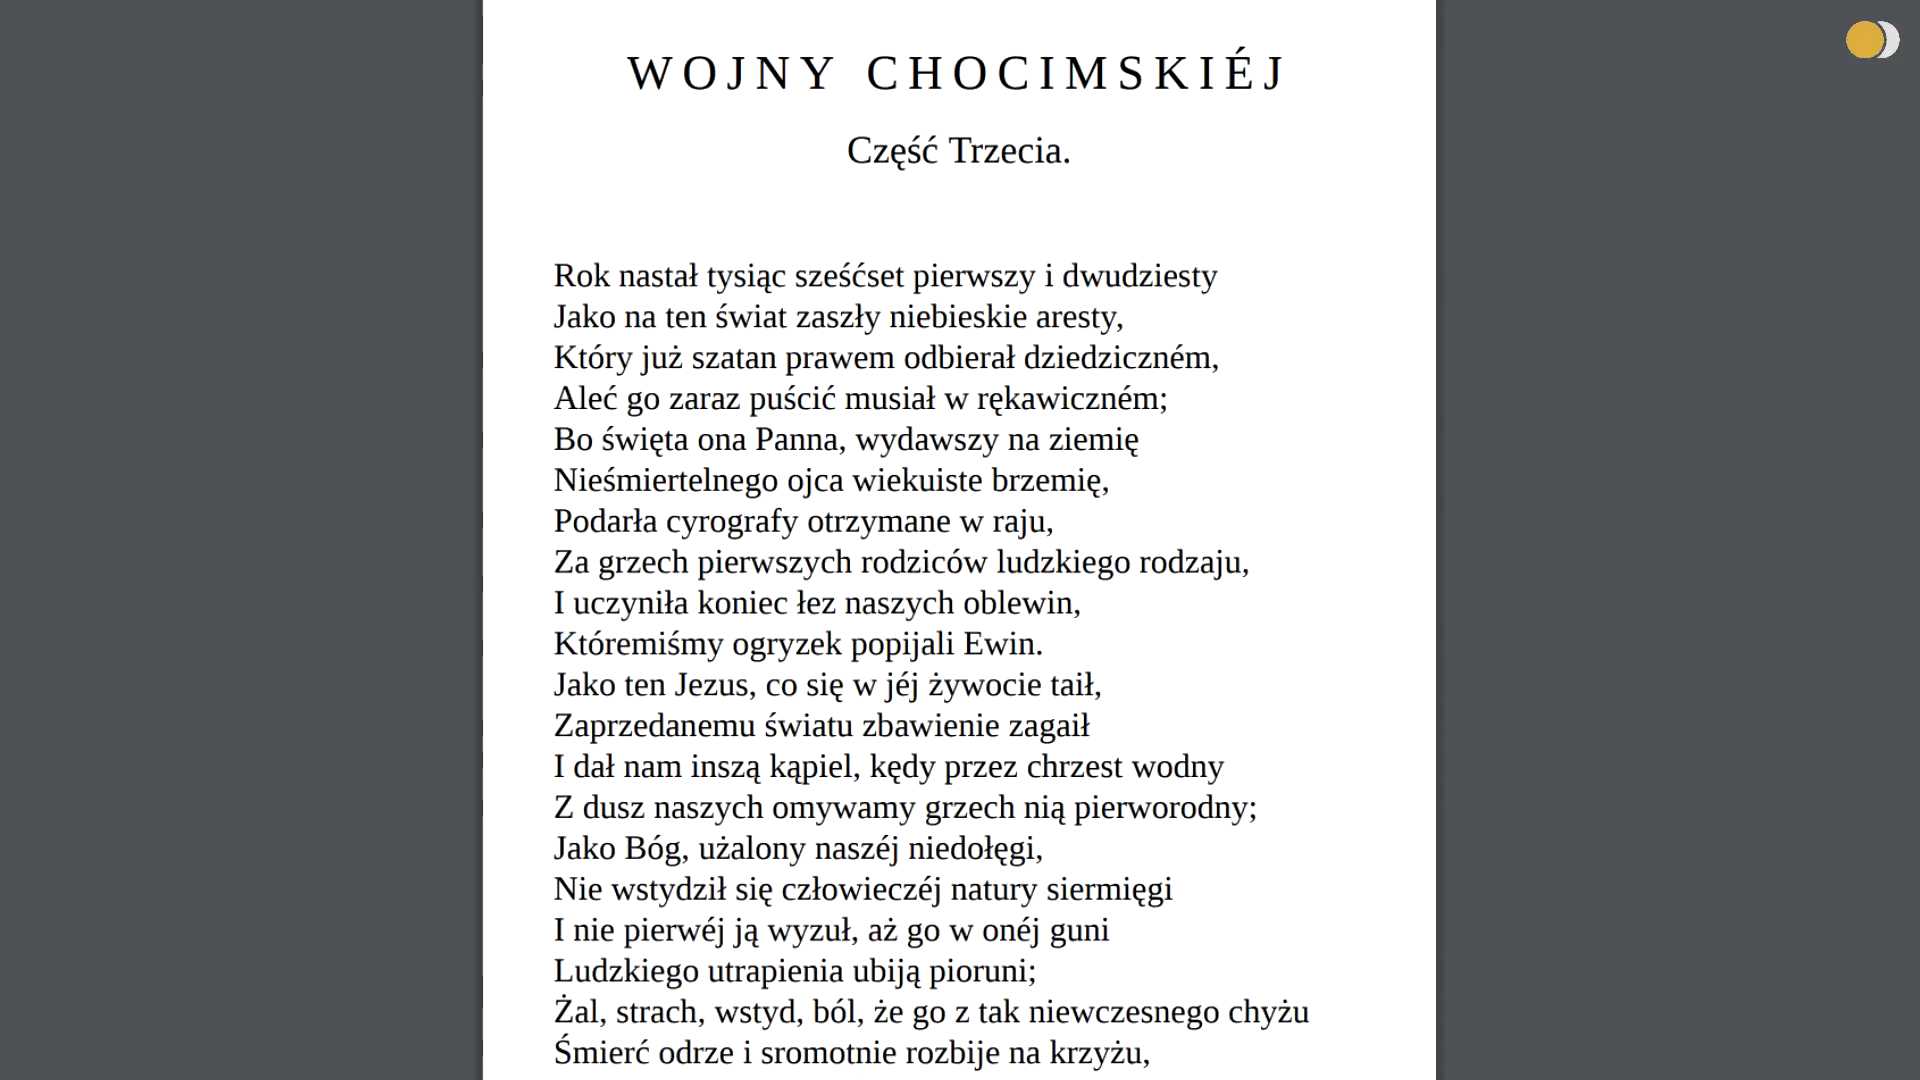 WOJNY CHOCIMSKIÉJ
Część Trzecia.
Rok nastał tysiąc sześćset pierwszy i dwudziesty
Jako na ten świat zaszły niebieskie aresty,
Który już szatan prawem odbierał dziedziczném,
Aleć go zaraz puścić musiał w rękawiczném;
Bo święta ona Panna, wydawszy na ziemię
Nieśmiertelnego ojca wiekuiste brzemię,
Podarła cyrografy otrzymane w raju,
Za grzech pierwszych rodziców ludzkiego rodzaju,
I uczyniła koniec łez naszych oblewin,
Któremiśmy ogryzek popijali Ewin.
Jako ten Jezus, co się w jéj żywocie taił,
Zaprzedanemu światu zbawienie zagaił
I dał nam inszą kąpiel, kędy przez chrzest wodny
Z dusz naszych omywamy grzech nią pierworodny;
Jako Bóg, użalony naszéj niedołęgi,
Nie wstydził się człowieczéj natury siermięgi
I nie pierwéj ją wyzuł, aż go w onéj guni
Ludzkiego utrapienia ubiją pioruni;
Żal, strach, wstyd, ból, że go z tak niewczesnego chyżu
Śmierć odrze i sromotnie rozbije na krzyżu,